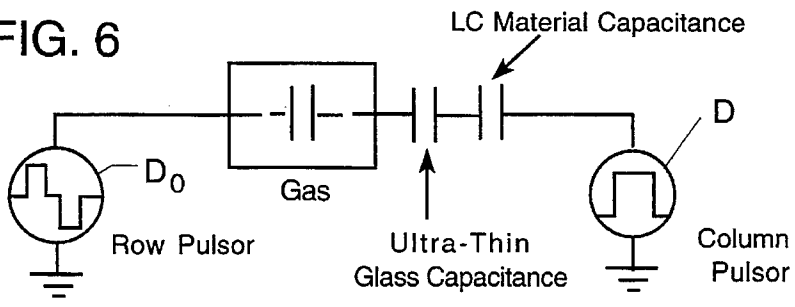 FIG. 6
LC Material Capacitance
D₀
Gas
D
Row Pulsor
Ultra-Thin
Glass Capacitance
Column
Pulsor